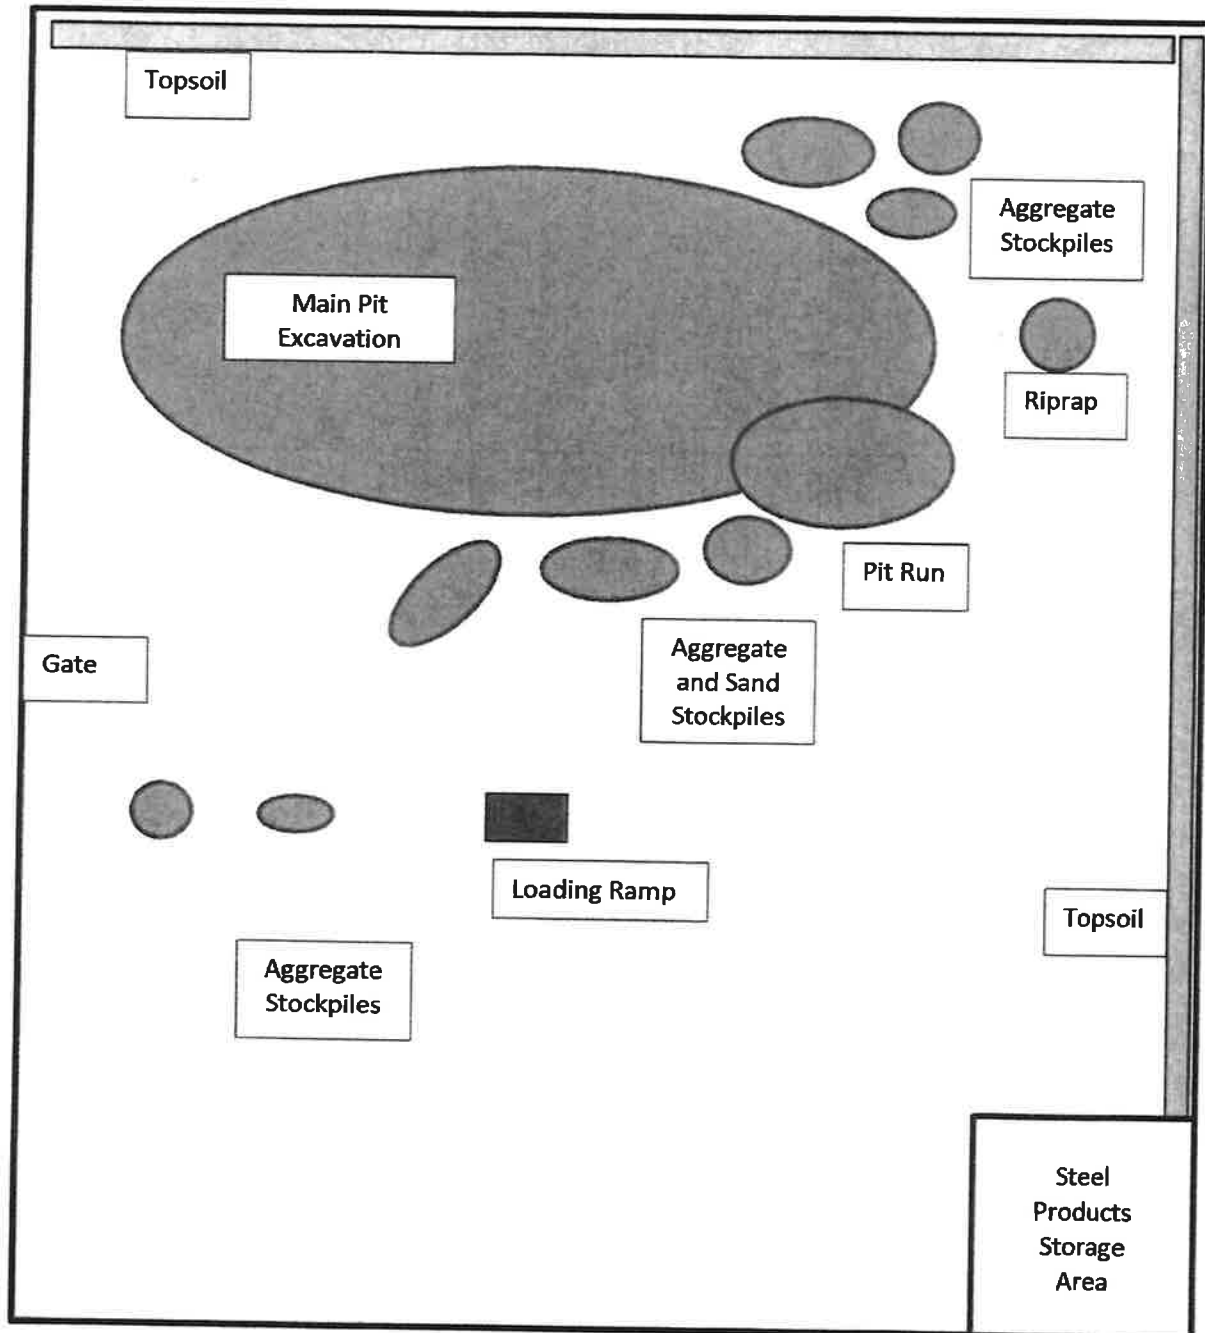 Topsoil
Aggregate
Stockpiles
Main Pit
Excavation
Riprap
Pit Run
Aggregate
and Sand
Stockpiles
Gate
Loading Ramp
Topsoil
Aggregate
Stockpiles
Steel
Products
Storage
Area